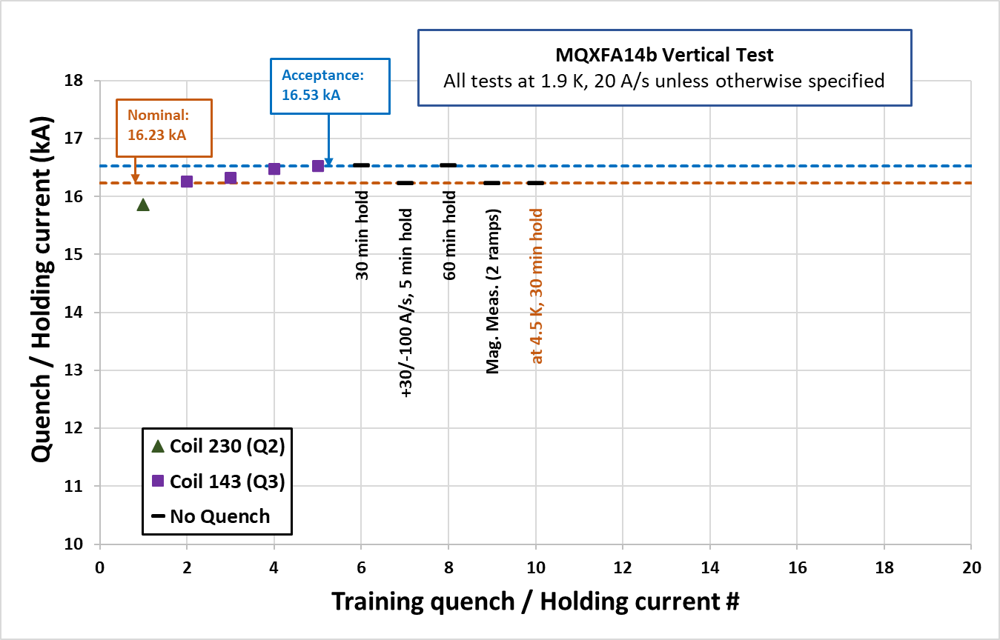 MQXFA14b Vertical Test
All tests at 1.9 K, 20 A/s unless otherwise specified
Acceptance:
16.53 kA
Nominal:
16.23 kA
Quench / Holding current (kA)
18
17
16
15
14
13
12
11
10
30 min hold
+30/-100 A/s, 5 min hold
60 min hold
Mag. Meas. (2 ramps)
at 4.5 K, 30 min hold
Coil 230 (Q2)
Coil 143 (Q3)
No Quench
0 2 4 6 8 10 12 14 16 18 20
Training quench / Holding current #